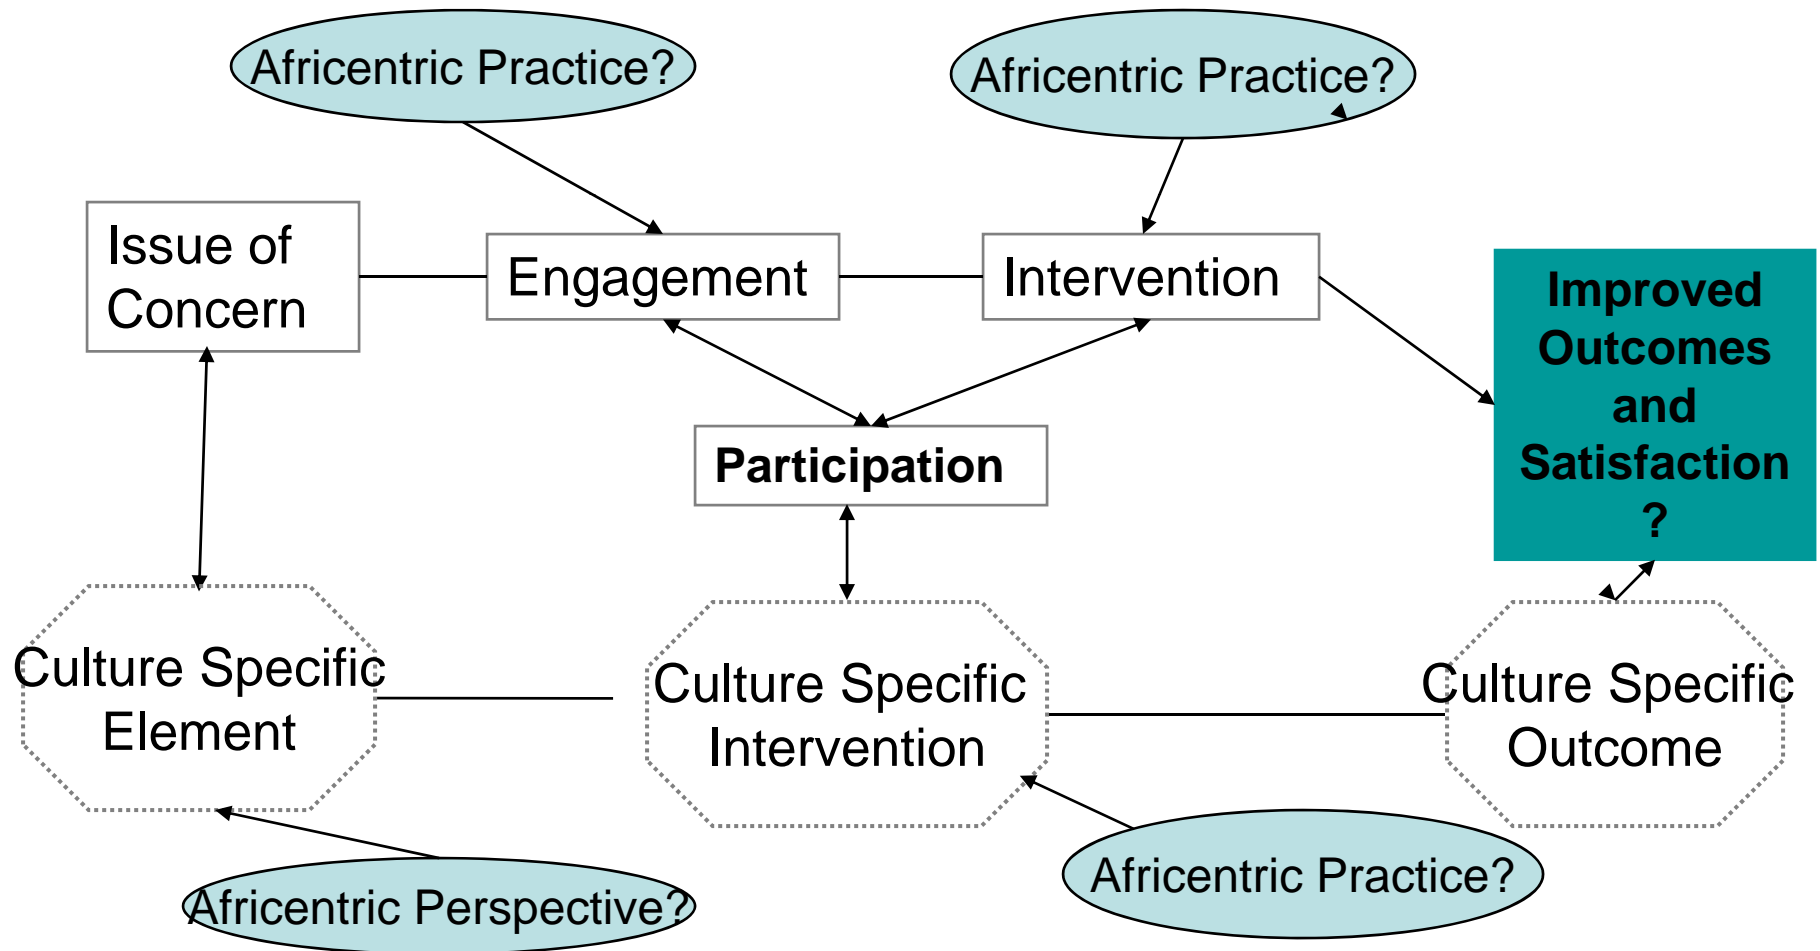 Africentric Practice?
Africentric Practice?
Issue of
Concern
Engagement
Intervention
Improved
Outcomes
and
Satisfaction
?
Participation
Culture Specific
Element
Culture Specific
Intervention
Culture Specific
Outcome
Africentric Perspective?
Africentric Practice?